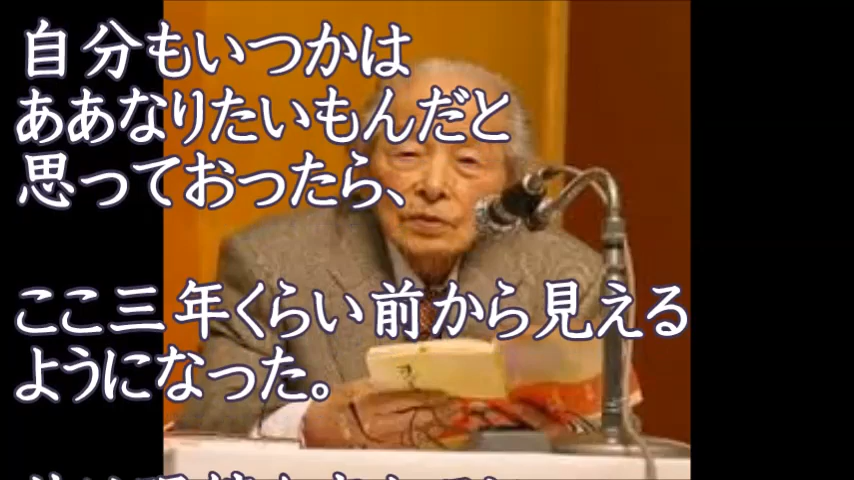 自分もいつかは
ああなりたいもんだと
思っておったら、
ここ三年くらい前から見える
ようになった。